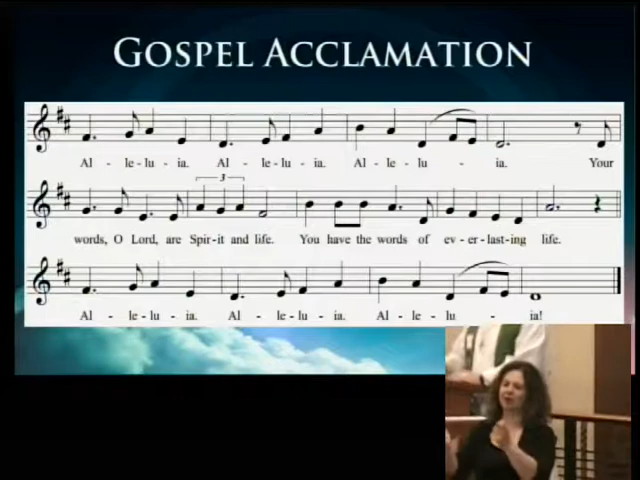 GOSPEL ACCLAMATION
Al - le - lu - ia. Al - le - lu - ia. Al - le - lu - ia. Your
3
words, O Lord, are Spir - it and life. You have the words of ev - er - last - ing life.
Al - le - lu - ia. Al - le - lu - ia. Al - le - lu - ia!